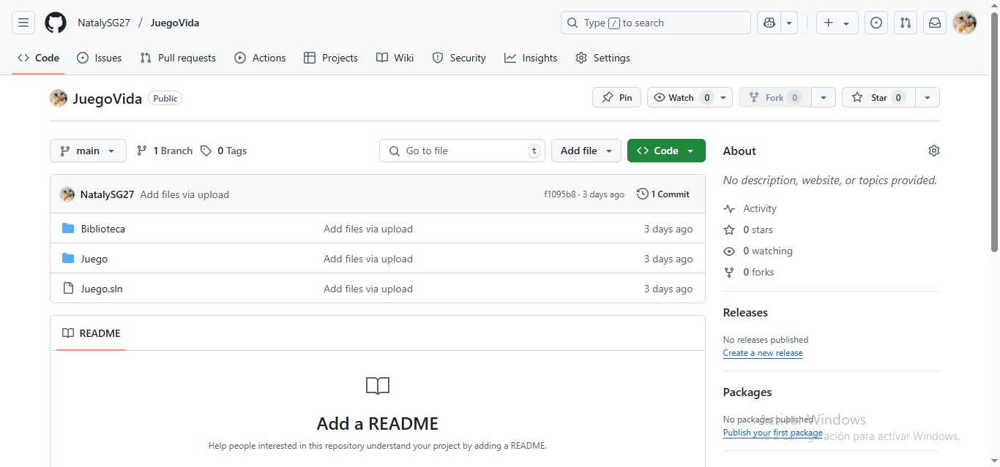 NatalySG27 / JuegoVida
Type / to search
Code Issues Pull requests Actions Projects Wiki Security Insights Settings
JuegoVida Public
Pin Watch 0 Fork 0 Star 0
main 1 Branch 0 Tags Go to file t Add file Code
NatalySG27 Add files via upload f1095b8 · 3 days ago 1 Commit
Biblioteca Add files via upload 3 days ago
Juego Add files via upload 3 days ago
Juego.sln Add files via upload 3 days ago
README
Add a README
Help people interested in this repository understand your project by adding a README.
About
No description, website, or topics provided.
Activity
0 stars
0 watching
0 forks
Releases
No releases published
Create a new release
Packages
No packages published
Publish your first package
Activar Windows
Ve a Configuración para activar Windows.